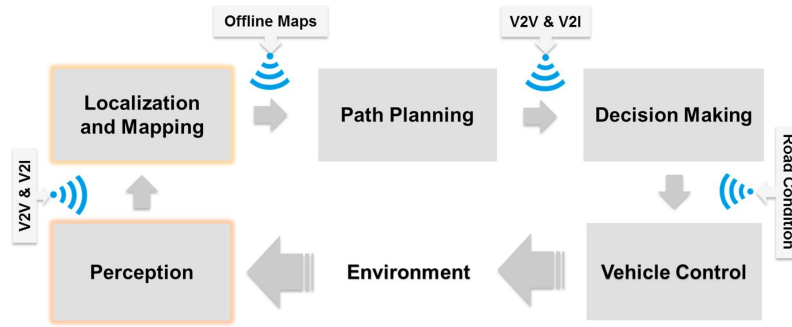 Offline Maps
V2V & V2I
Localization
and Mapping
Path Planning
Decision Making
V2V & V2I
Road Condition
Perception
Environment
Vehicle Control